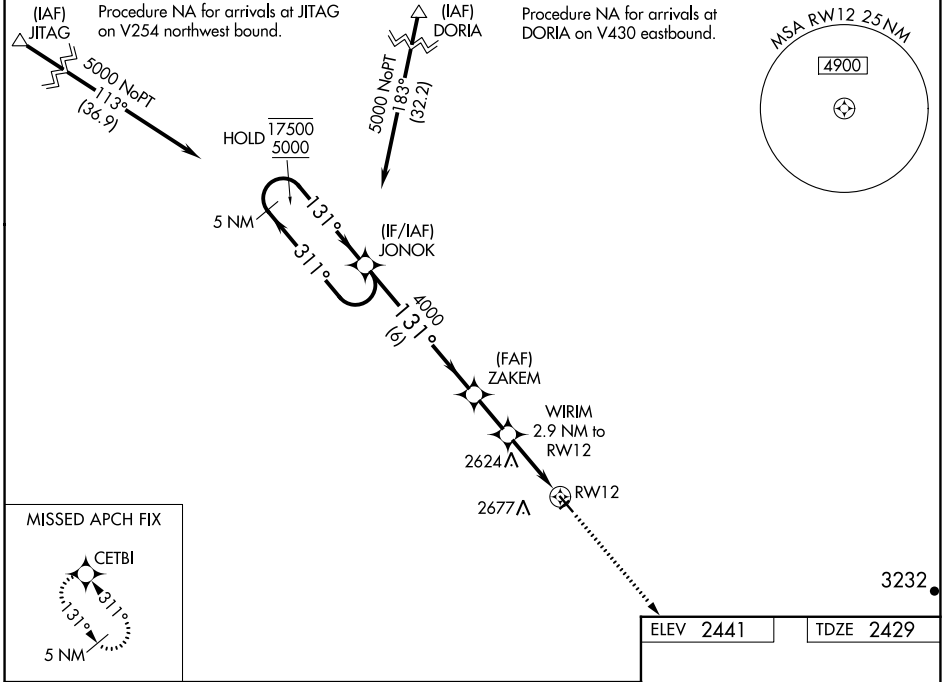 (IAF)
JITAG
Procedure NA for arrivals at JITAG
on V254 northwest bound.
(IAF)
DORIA
Procedure NA for arrivals at
DORIA on V430 eastbound.
MSA RW12 25 NM
4900
5000 NoPT
113°
(36.9)
5000 NoPT
183°
(32.2)
HOLD
17500
5000
5 NM
131°
311°
(IF/IAF)
JONOK
4000
131°
(6)
(FAF)
ZAKEM
WIRIM
2.9 NM to
RW12
2624
2677
RW12
MISSED APCH FIX
CETBI
131°
311°
5 NM
3232
ELEV 2441
TDZE 2429